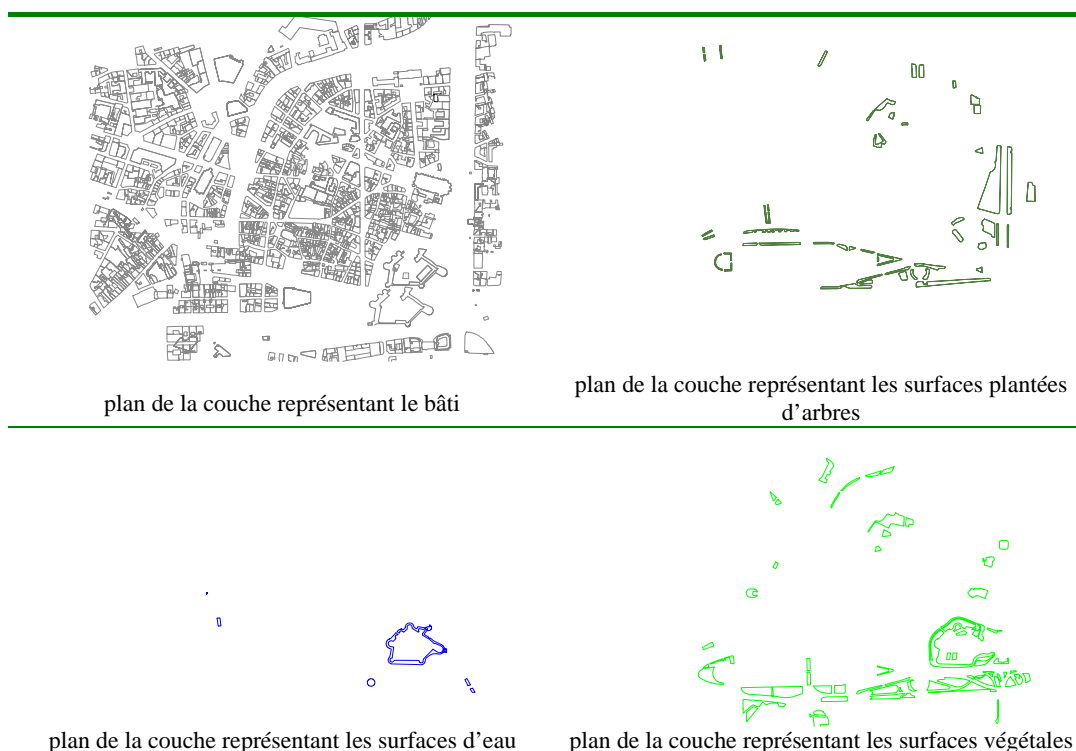 plan de la couche représentant le bâti
plan de la couche représentant les surfaces plantées
d’arbres
plan de la couche représentant les surfaces d’eau
plan de la couche représentant les surfaces végétales